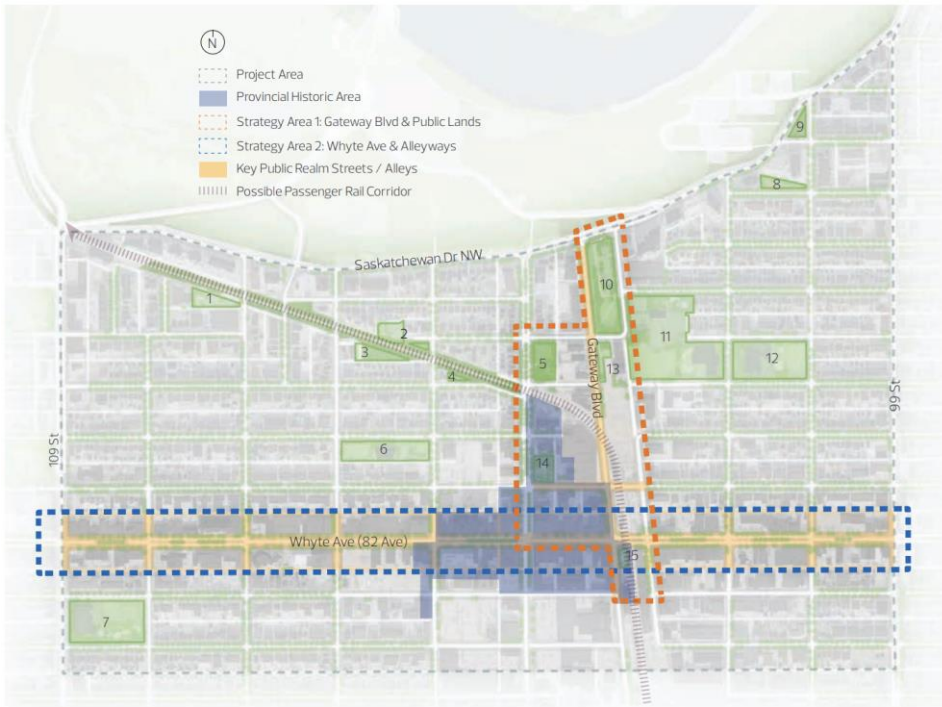 N
Project Area
Provincial Historic Area
Strategy Area 1: Gateway Blvd & Public Lands
Strategy Area 2: Whyte Ave & Alleyways
Key Public Realm Streets / Alleys
Possible Passenger Rail Corridor
9
8
Saskatchewan Dr NW
10
1
2
11
3
5
Gateway Blvd
13
12
4
109 St
99 St
6
14
Whyte Ave (82 Ave)
15
7